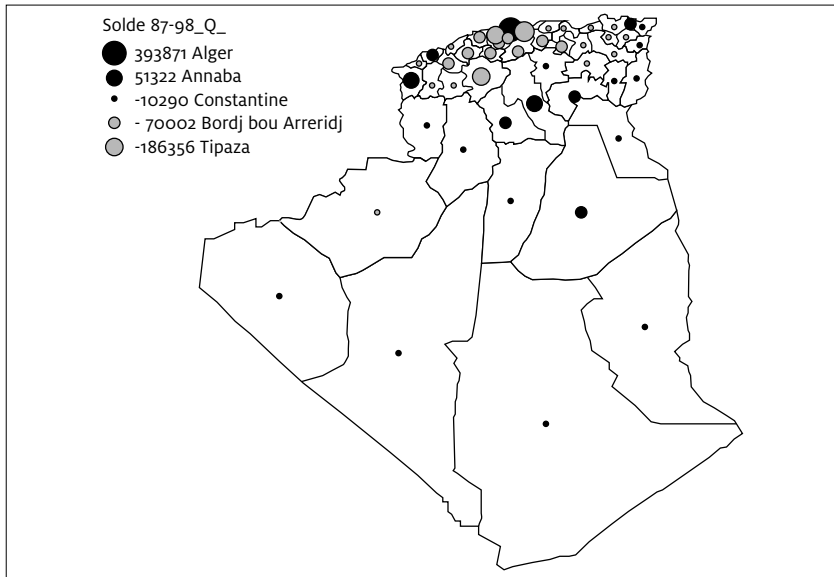 Solde 87-98_Q_
393871 Alger
51322 Annaba
-10290 Constantine
- 70002 Bordj bou Arreridj
-186356 Tipaza